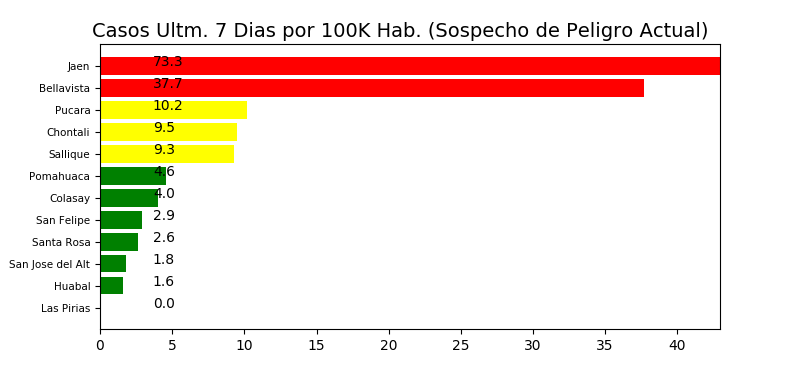 Casos Ultm. 7 Dias por 100K Hab. (Sospecho de Peligro Actual)
Jaen 73.3
Bellavista 37.7
Pucara 10.2
Chontali 9.5
Sallique 9.3
Pomahuaca 4.6
Colasay 4.0
San Felipe 2.9
Santa Rosa 2.6
San Jose del Alt 1.8
Huabal 1.6
Las Pirias 0.0
0 5 10 15 20 25 30 35 40